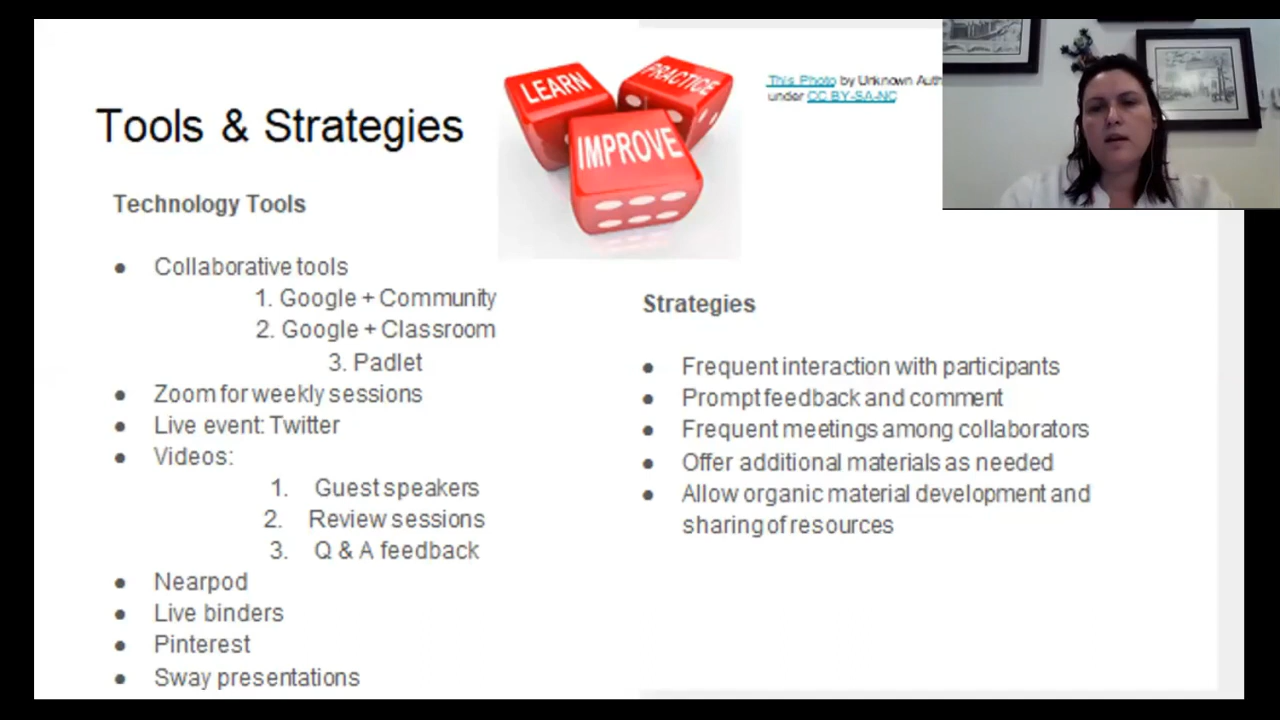 LEARN
PRACTICE
IMPROVE
This Photo by Unknown Auth
under CC BY-SA-NC
Tools & Strategies
Technology Tools
● Collaborative tools
1. Google + Community
2. Google + Classroom
3. Padlet
● Zoom for weekly sessions
● Live event: Twitter
● Videos:
1. Guest speakers
2. Review sessions
3. Q & A feedback
● Nearpod
● Live binders
● Pinterest
● Sway presentations
Strategies
● Frequent interaction with participants
● Prompt feedback and comment
● Frequent meetings among collaborators
● Offer additional materials as needed
● Allow organic material development and
sharing of resources